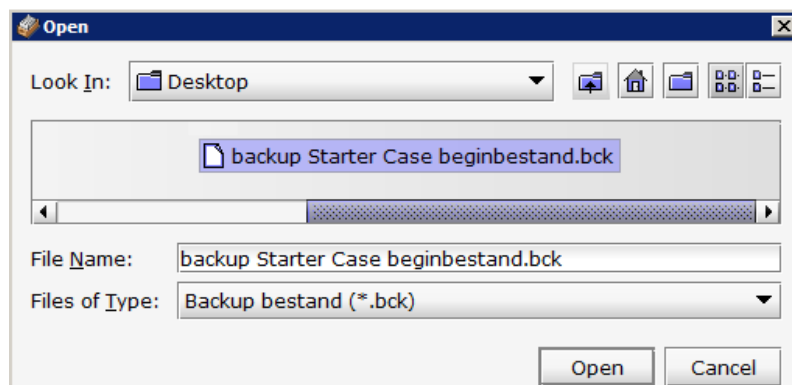 Open
Look In: Desktop
backup Starter Case beginbestand.bck
File Name: backup Starter Case beginbestand.bck
Files of Type: Backup bestand (*.bck)
Open Cancel